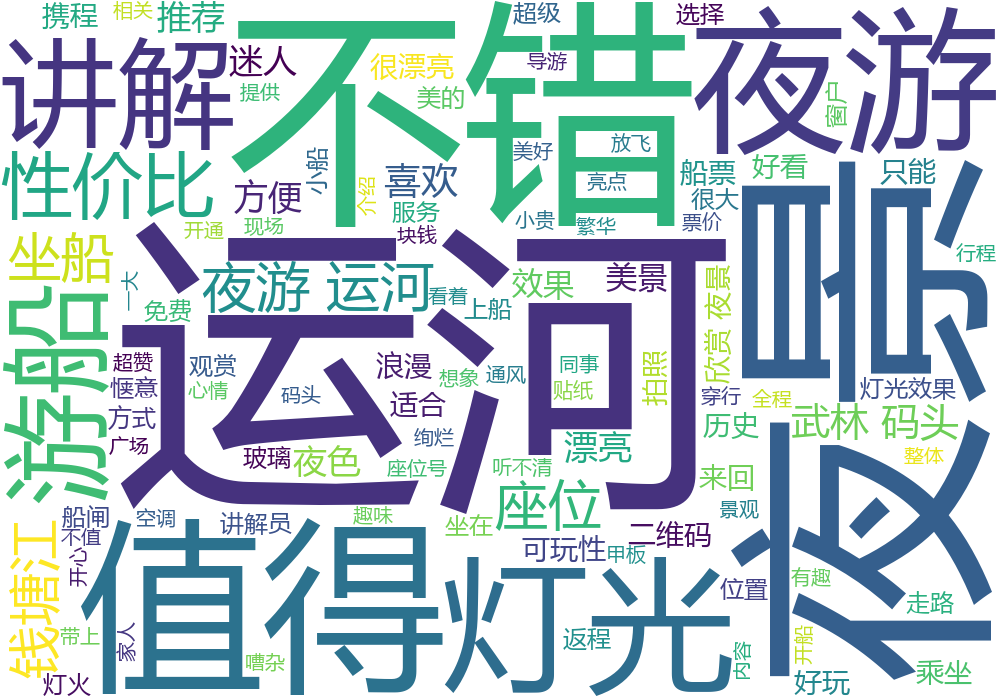 携程
相关
推荐
超级
选择
讲解
不错
夜游
迷人
很漂亮
导游
提供
美的
窗户
放飞
美好
小船
性价比
方便
喜欢
介绍
亮点
船票
好看
只能
很大
服务
小贵
繁华
票价
开通
现场
块钱
坐船
运河
夜景
行程
夜游 运河
效果
美景
一大
免费
看着
上船
欣赏 夜景
游船
超赞
观赏
浪漫
同事
通风
想象
惬意
心情
码头
适合
贴纸
拍照
穿行
全程
灯光效果
方式
绚烂
历史
武林 码头
广场
玻璃
夜色
座位号
听不清
漂亮
来回
整体
船闸
空调
讲解员
趣味
坐在
座位
二维码
景观
不值
开心
值得
灯光
可玩性
甲板
位置
有趣
钱塘江
走路
带上
家人
返程
内容
开船
嘈杂
乘坐
灯火
好玩